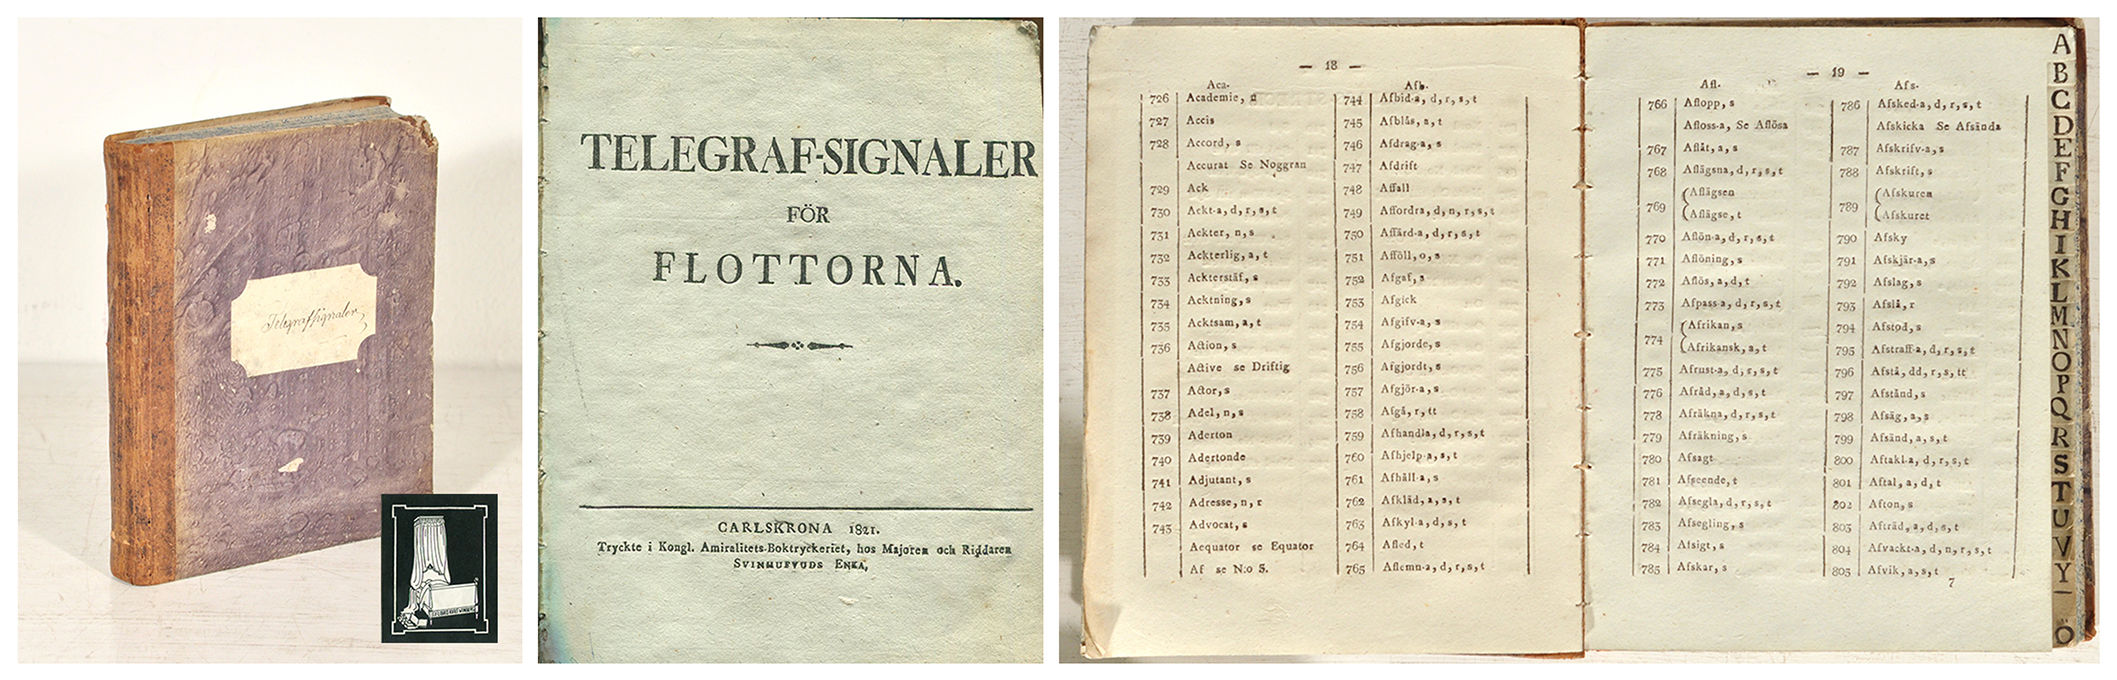 Telegrafsignaler
TELEGRAF-SIGNALER
FÖR
FLOTTORNA.
CARLSKRONA 1821.
Tryckte i Kongl. Amiralitets-Boktryckeriet, hos Majoren och Riddaren
SVINHUFVUDS ENKA,
— 18 —
Aca.
726 Academie, n
727 Accis
728 Accord, s
Accurat Se Noggran
729 Ack
730 Ackt-a, d, r, s, t
731 Ackter, n, s
732 Ackterlig, a, t
733 Ackterstäf, s
734 Acktning, s
735 Acktsam, a, t
736 Action, s
Active se Driftig
737 Actor, s
738 Adel, n, s
739 Aderton
740 Adertonde
741 Adjutant, s
742 Adresse, n, r
743 Advocat, s
Aequator se Equator
Af se N:o 5.
Afb.
744 Afbid-a, d, r, s, t
745 Afblås, a, t
746 Afdrag-a, s
747 Afdrift
748 Affall
749 Affordra, d, n, r, s, t
750 Affärd-a, d, r, s, t
751 Afföll, o, s
752 Afgaf, s
753 Afgick
754 Afgifv-a, s
755 Afgjorde, s
756 Afgjordt, s
757 Afgjör-a, s
758 Afgå, r, tt
759 Afhandla, d, r, s, t
760 Afhjelp-a, s, t
761 Afhåll-a, s
762 Afkläd, a, s, t
763 Afkyl-a, d, s, t
764 Afled, t
765 Aflemn-a, d, r, s, t
— 19 —
Afl.
766 Aflopp, s
Afloss-a, Se Aflösa
767 Aflåt, a, s
768 Aflägsna, d, r, s, t
769 Aflägsen
Aflägse, t
770 Aflön-a, d, r, s, t
771 Aflöning, s
772 Aflös, a, d, t
773 Afpass-a, d, r, s, t
774 Afrikan, s
Afrikansk, a, t
775 Afrust-a, d, r, s, t
776 Afråd, a, d, s, t
778 Afräkna, d, r, s, t
779 Afräkning, s
780 Afsagt
781 Afseende, t
782 Afsegla, d, r, s, t
783 Afsegling, s
784 Afsigt, s
785 Afskar, s
Afs.
786 Afsked-a, d, r, s, t
Afskicka Se Afsända
787 Afskrifv-a, s
788 Afskrift, s
789 Afskuren
Afskuret
790 Afsky
791 Afskjär-a, s
792 Afslag, s
793 Afslå, r
794 Afstod, s
795 Afstraff-a, d, r, s, t
796 Afstå, dd, r, s, tt
797 Afstånd, s
798 Afsäg, a, s
799 Afsänd, a, s, t
800 Aftakl-a, d, r, s, t
801 Aftal, a, d, t
802 Afton, s
803 Afträd, a, d, s, t
804 Afvackt-a, d, n, r, s, t
805 Afvik, a, s, t
7
A
B
C
D
E
F
G
H
I
K
L
M
N
O
P
Q
R
S
T
U
V
Y
—
Ö